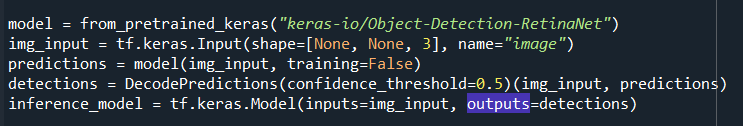 model = from_pretrained_keras("keras-io/Object-Detection-RetinaNet")
img_input = tf.keras.Input(shape=[None, None, 3], name="image")
predictions = model(img_input, training=False)
detections = DecodePredictions(confidence_threshold=0.5)(img_input, predictions)
inference_model = tf.keras.Model(inputs=img_input, outputs=detections)